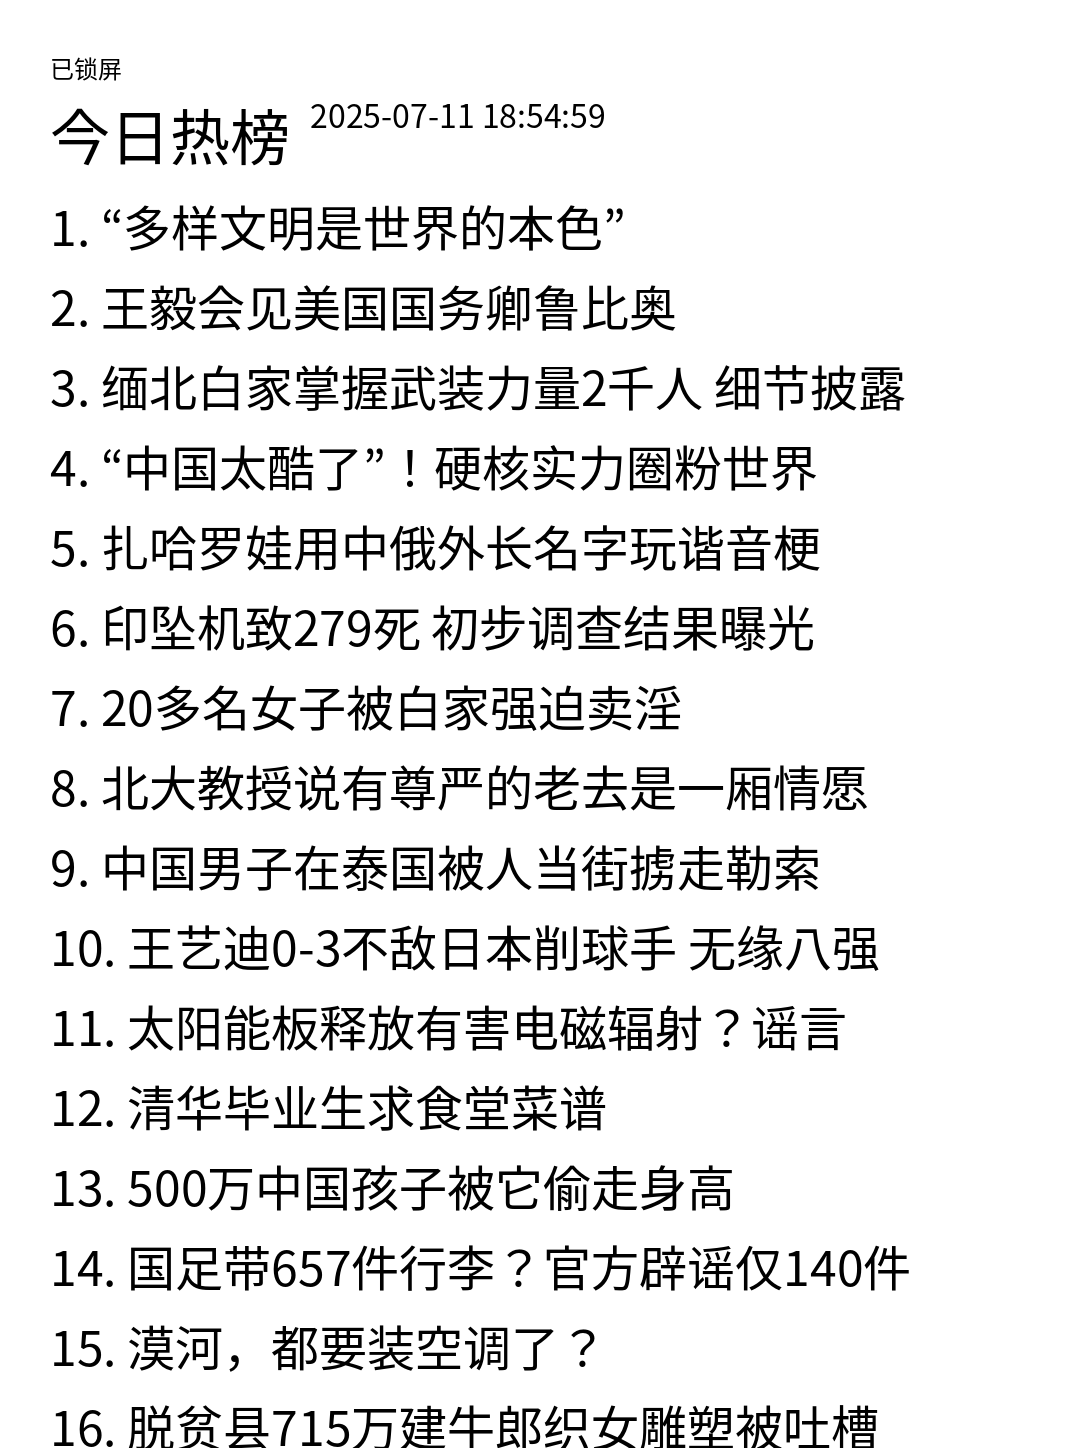 已锁屏
今日热榜 2025-07-11 18:54:59
1. “多样文明是世界的本色”
2. 王毅会见美国国务卿鲁比奥
3. 缅北白家掌握武装力量2千人 细节披露
4. “中国太酷了”！硬核实力圈粉世界
5. 扎哈罗娃用中俄外长名字玩谐音梗
6. 印坠机致279死 初步调查结果曝光
7. 20多名女子被白家强迫卖淫
8. 北大教授说有尊严的老去是一厢情愿
9. 中国男子在泰国被人当街掳走勒索
10. 王艺迪0-3不敌日本削球手 无缘八强
11. 太阳能板释放有害电磁辐射？谣言
12. 清华毕业生求食堂菜谱
13. 500万中国孩子被它偷走身高
14. 国足带657件行李？官方辟谣仅140件
15. 漠河，都要装空调了？
16. 脱贫县715万建牛郎织女雕塑被吐槽